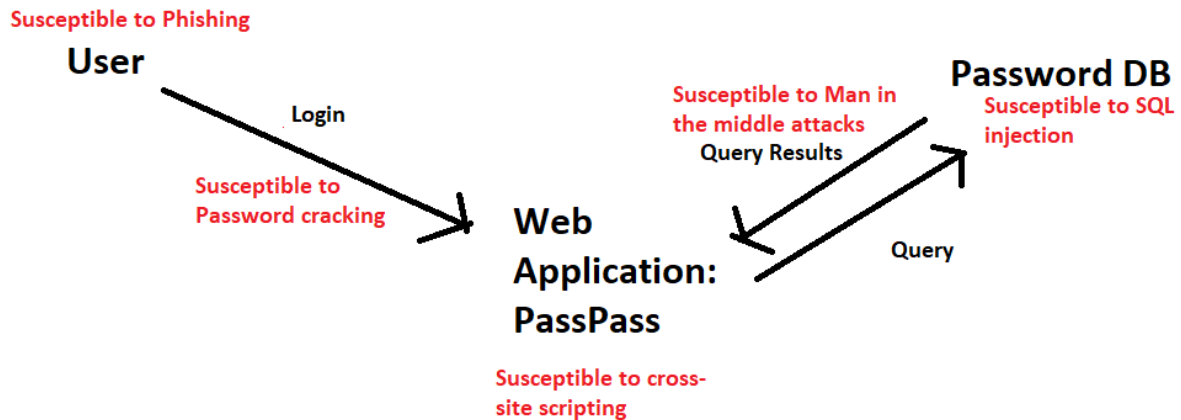 Susceptible to Phishing
User
Login
Susceptible to
Password cracking
Web
Application:
PassPass
Susceptible to cross-
site scripting
Susceptible to Man in
the middle attacks
Query Results
Query
Password DB
Susceptible to SQL
injection